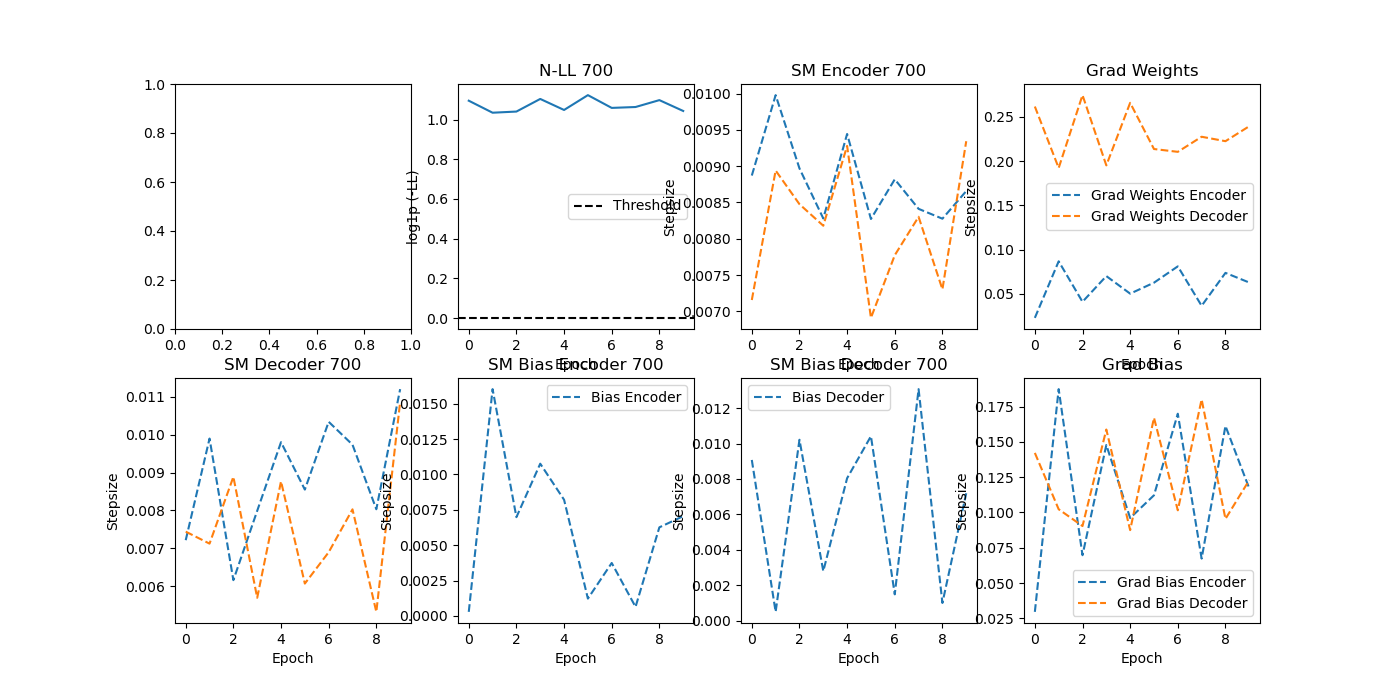 N-LL 700
SM Encoder 700
Grad Weights
1.0
0.8
0.6
0.4
0.2
0.0
0.0 0.2 0.4 0.6 0.8 1.0
log1p (-LL)
1.0
0.8
0.6
0.4
0.2
0.0
Threshold
0 2 4 6 8
Epoch
Stepsize
0.0100
0.0095
0.0090
0.0085
0.0080
0.0075
0.0070
0 2 4 6 8
Epoch
Stepsize
0.25
0.20
0.15
0.10
0.05
Grad Weights Encoder
Grad Weights Decoder
0 2 4 6 8
Epoch
SM Decoder 700
SM Bias Encoder 700
SM Bias Decoder 700
Grad Bias
Stepsize
0.011
0.010
0.009
0.008
0.007
0.006
0 2 4 6 8
Epoch
Stepsize
0.0150
0.0125
0.0100
0.0075
0.0050
0.0025
0.0000
Bias Encoder
0 2 4 6 8
Epoch
Stepsize
0.012
0.010
0.008
0.006
0.004
0.002
0.000
Bias Decoder
0 2 4 6 8
Epoch
Stepsize
0.175
0.150
0.125
0.100
0.075
0.050
0.025
Grad Bias Encoder
Grad Bias Decoder
0 2 4 6 8
Epoch